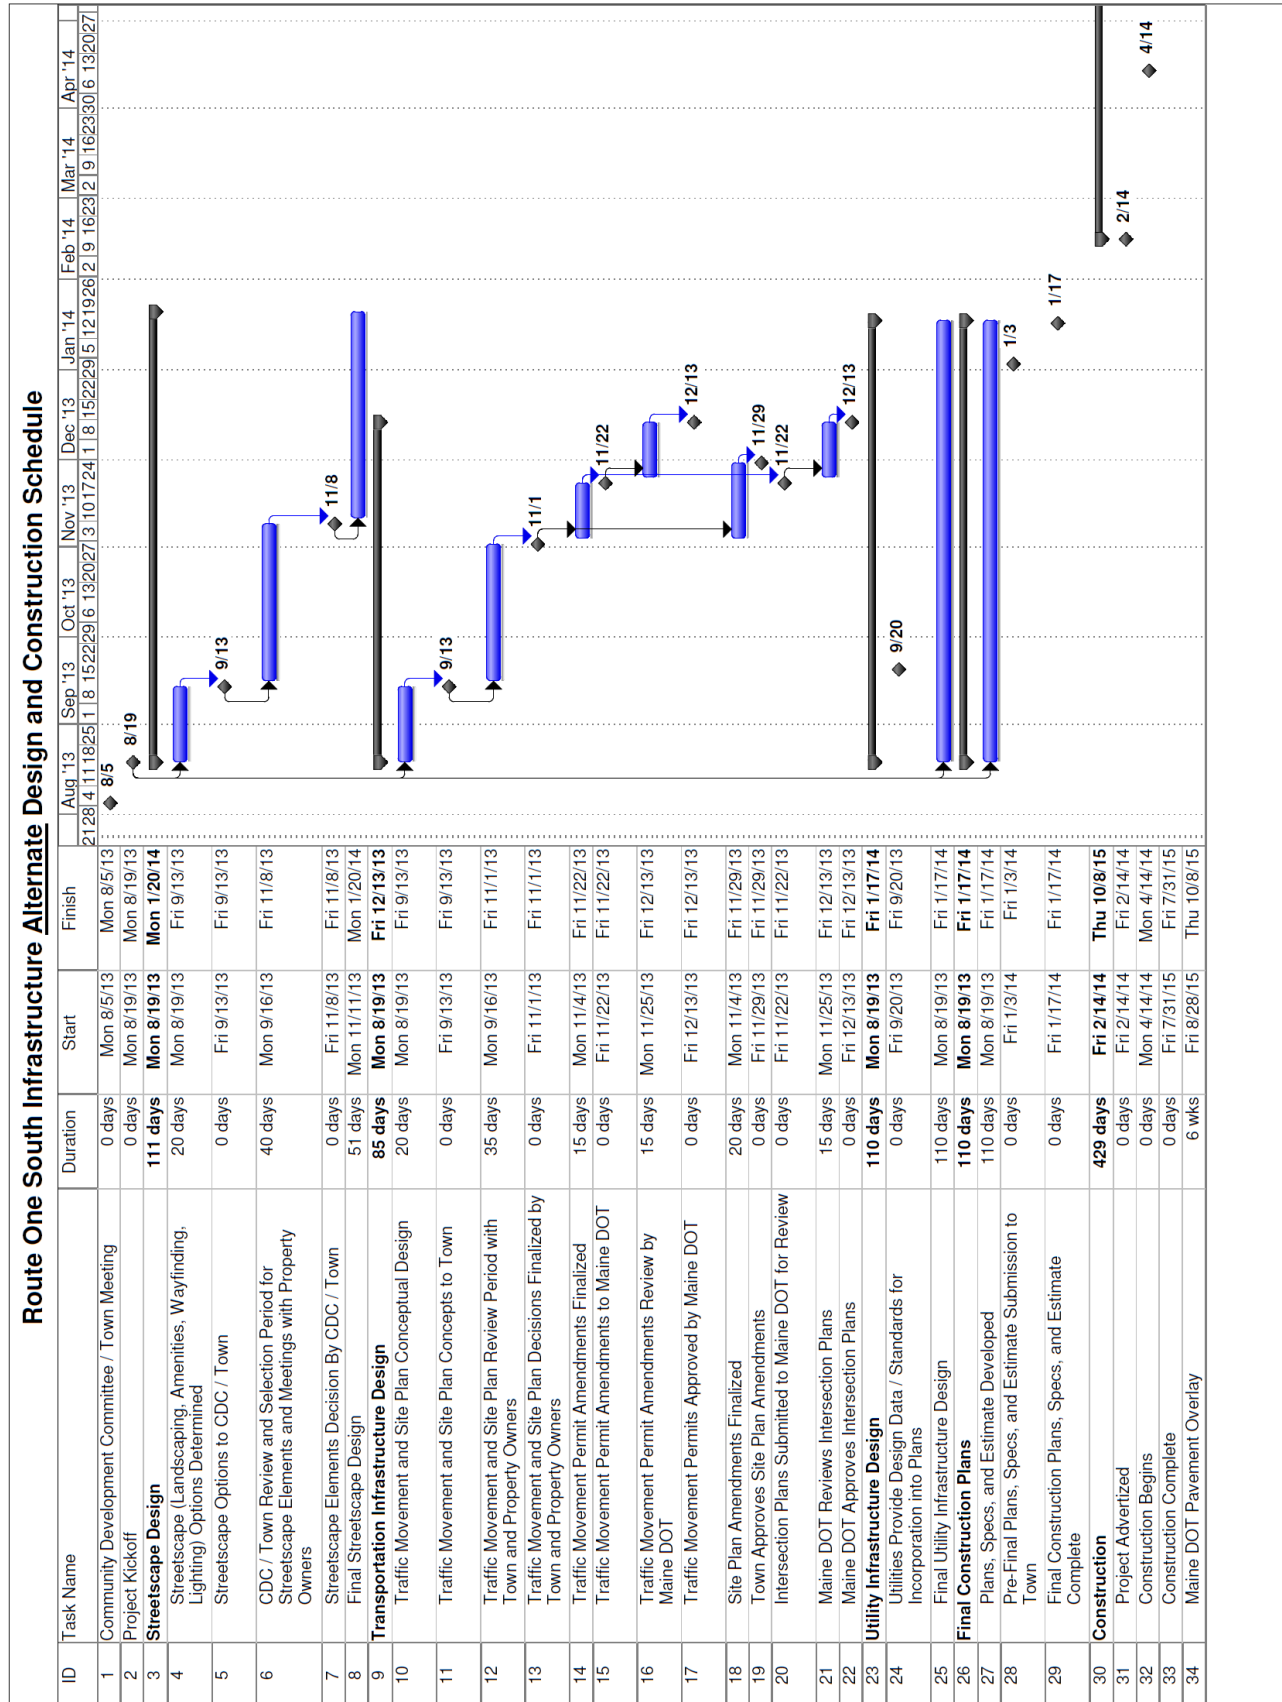 Route One South Infrastructure Alternate Design and Construction Schedule
ID Task Name Duration Start Finish
Aug '13 Sep '13 Oct '13 Nov '13 Dec '13 Jan '14 Feb '14 Mar '14 Apr '14
21 28 4 11 18 25 1 8 15 22 29 6 13 20 27 3 10 17 24 1 8 15 22 29 5 12 19 26 2 9 16 23 2 9 16 23 30 6 13 20 27
1 Community Development Committee / Town Meeting 0 days Mon 8/5/13 Mon 8/5/13 8/5
2 Project Kickoff 0 days Mon 8/19/13 Mon 8/19/13 8/19
3 Streetscape Design 111 days Mon 8/19/13 Mon 1/20/14
4 Streetscape (Landscaping, Amenities, Wayfinding, 20 days Mon 8/19/13 Fri 9/13/13
Lighting) Options Determined
5 Streetscape Options to CDC / Town 0 days Fri 9/13/13 Fri 9/13/13 9/13
6 CDC / Town Review and Selection Period for 40 days Mon 9/16/13 Fri 11/8/13
Streetscape Elements and Meetings with Property
Owners
7 Streetscape Elements Decision By CDC / Town 0 days Fri 11/8/13 Fri 11/8/13 11/8
8 Final Streetscape Design 51 days Mon 11/11/13 Mon 1/20/14
9 Transportation Infrastructure Design 85 days Mon 8/19/13 Fri 12/13/13
10 Traffic Movement and Site Plan Conceptual Design 20 days Mon 8/19/13 Fri 9/13/13
11 Traffic Movement and Site Plan Concepts to Town 0 days Fri 9/13/13 Fri 9/13/13 9/13
12 Traffic Movement and Site Plan Review Period with 35 days Mon 9/16/13 Fri 11/1/13
Town and Property Owners
13 Traffic Movement and Site Plan Decisions Finalized by 0 days Fri 11/1/13 Fri 11/1/13 11/1
Town and Property Owners
14 Traffic Movement Permit Amendments Finalized 15 days Mon 11/4/13 Fri 11/22/13
15 Traffic Movement Permit Amendments to Maine DOT 0 days Fri 11/22/13 Fri 11/22/13 11/22
16 Traffic Movement Permit Amendments Review by 15 days Mon 11/25/13 Fri 12/13/13
Maine DOT
17 Traffic Movement Permits Approved by Maine DOT 0 days Fri 12/13/13 Fri 12/13/13 12/13
18 Site Plan Amendments Finalized 20 days Mon 11/4/13 Fri 11/29/13
19 Town Approves Site Plan Amendments 0 days Fri 11/29/13 Fri 11/29/13 11/29
20 Intersection Plans Submitted to Maine DOT for Review 0 days Fri 11/22/13 Fri 11/22/13 11/22
21 Maine DOT Reviews Intersection Plans 15 days Mon 11/25/13 Fri 12/13/13
22 Maine DOT Approves Intersection Plans 0 days Fri 12/13/13 Fri 12/13/13 12/13
23 Utility Infrastructure Design 110 days Mon 8/19/13 Fri 1/17/14
24 Utilities Provide Design Data / Standards for 0 days Fri 9/20/13 Fri 9/20/13 9/20
Incorporation into Plans
25 Final Utility Infrastructure Design 110 days Mon 8/19/13 Fri 1/17/14
26 Final Construction Plans 110 days Mon 8/19/13 Fri 1/17/14
27 Plans, Specs, and Estimate Developed 110 days Mon 8/19/13 Fri 1/17/14
28 Pre-Final Plans, Specs, and Estimate Submission to 0 days Fri 1/3/14 Fri 1/3/14 1/3
Town
29 Final Construction Plans, Specs, and Estimate 0 days Fri 1/17/14 Fri 1/17/14 1/17
Complete
30 Construction 429 days Fri 2/14/14 Thu 10/8/15
31 Project Advertized 0 days Fri 2/14/14 Fri 2/14/14 2/14
32 Construction Begins 0 days Mon 4/14/14 Mon 4/14/14 4/14
33 Construction Complete 0 days Fri 7/31/15 Fri 7/31/15
34 Maine DOT Pavement Overlay 6 wks Fri 8/28/15 Thu 10/8/15